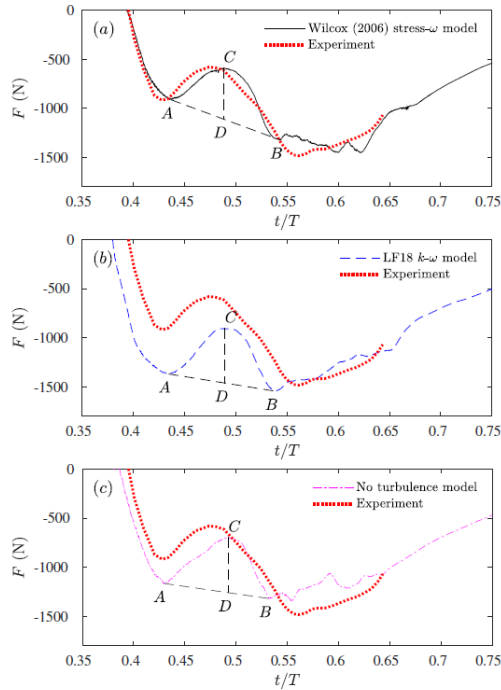 (a)
Wilcox (2006) stress-ω model
Experiment
0
-500
-1000
-1500
F (N)
A
C
D
B
0.35 0.4 0.45 0.5 0.55 0.6 0.65 0.7 0.75
t/T
(b)
LF18 k-ω model
Experiment
0
-500
-1000
-1500
F (N)
A
C
D
B
0.35 0.4 0.45 0.5 0.55 0.6 0.65 0.7 0.75
t/T
(c)
No turbulence model
Experiment
0
-500
-1000
-1500
F (N)
A
C
D
B
0.35 0.4 0.45 0.5 0.55 0.6 0.65 0.7 0.75
t/T